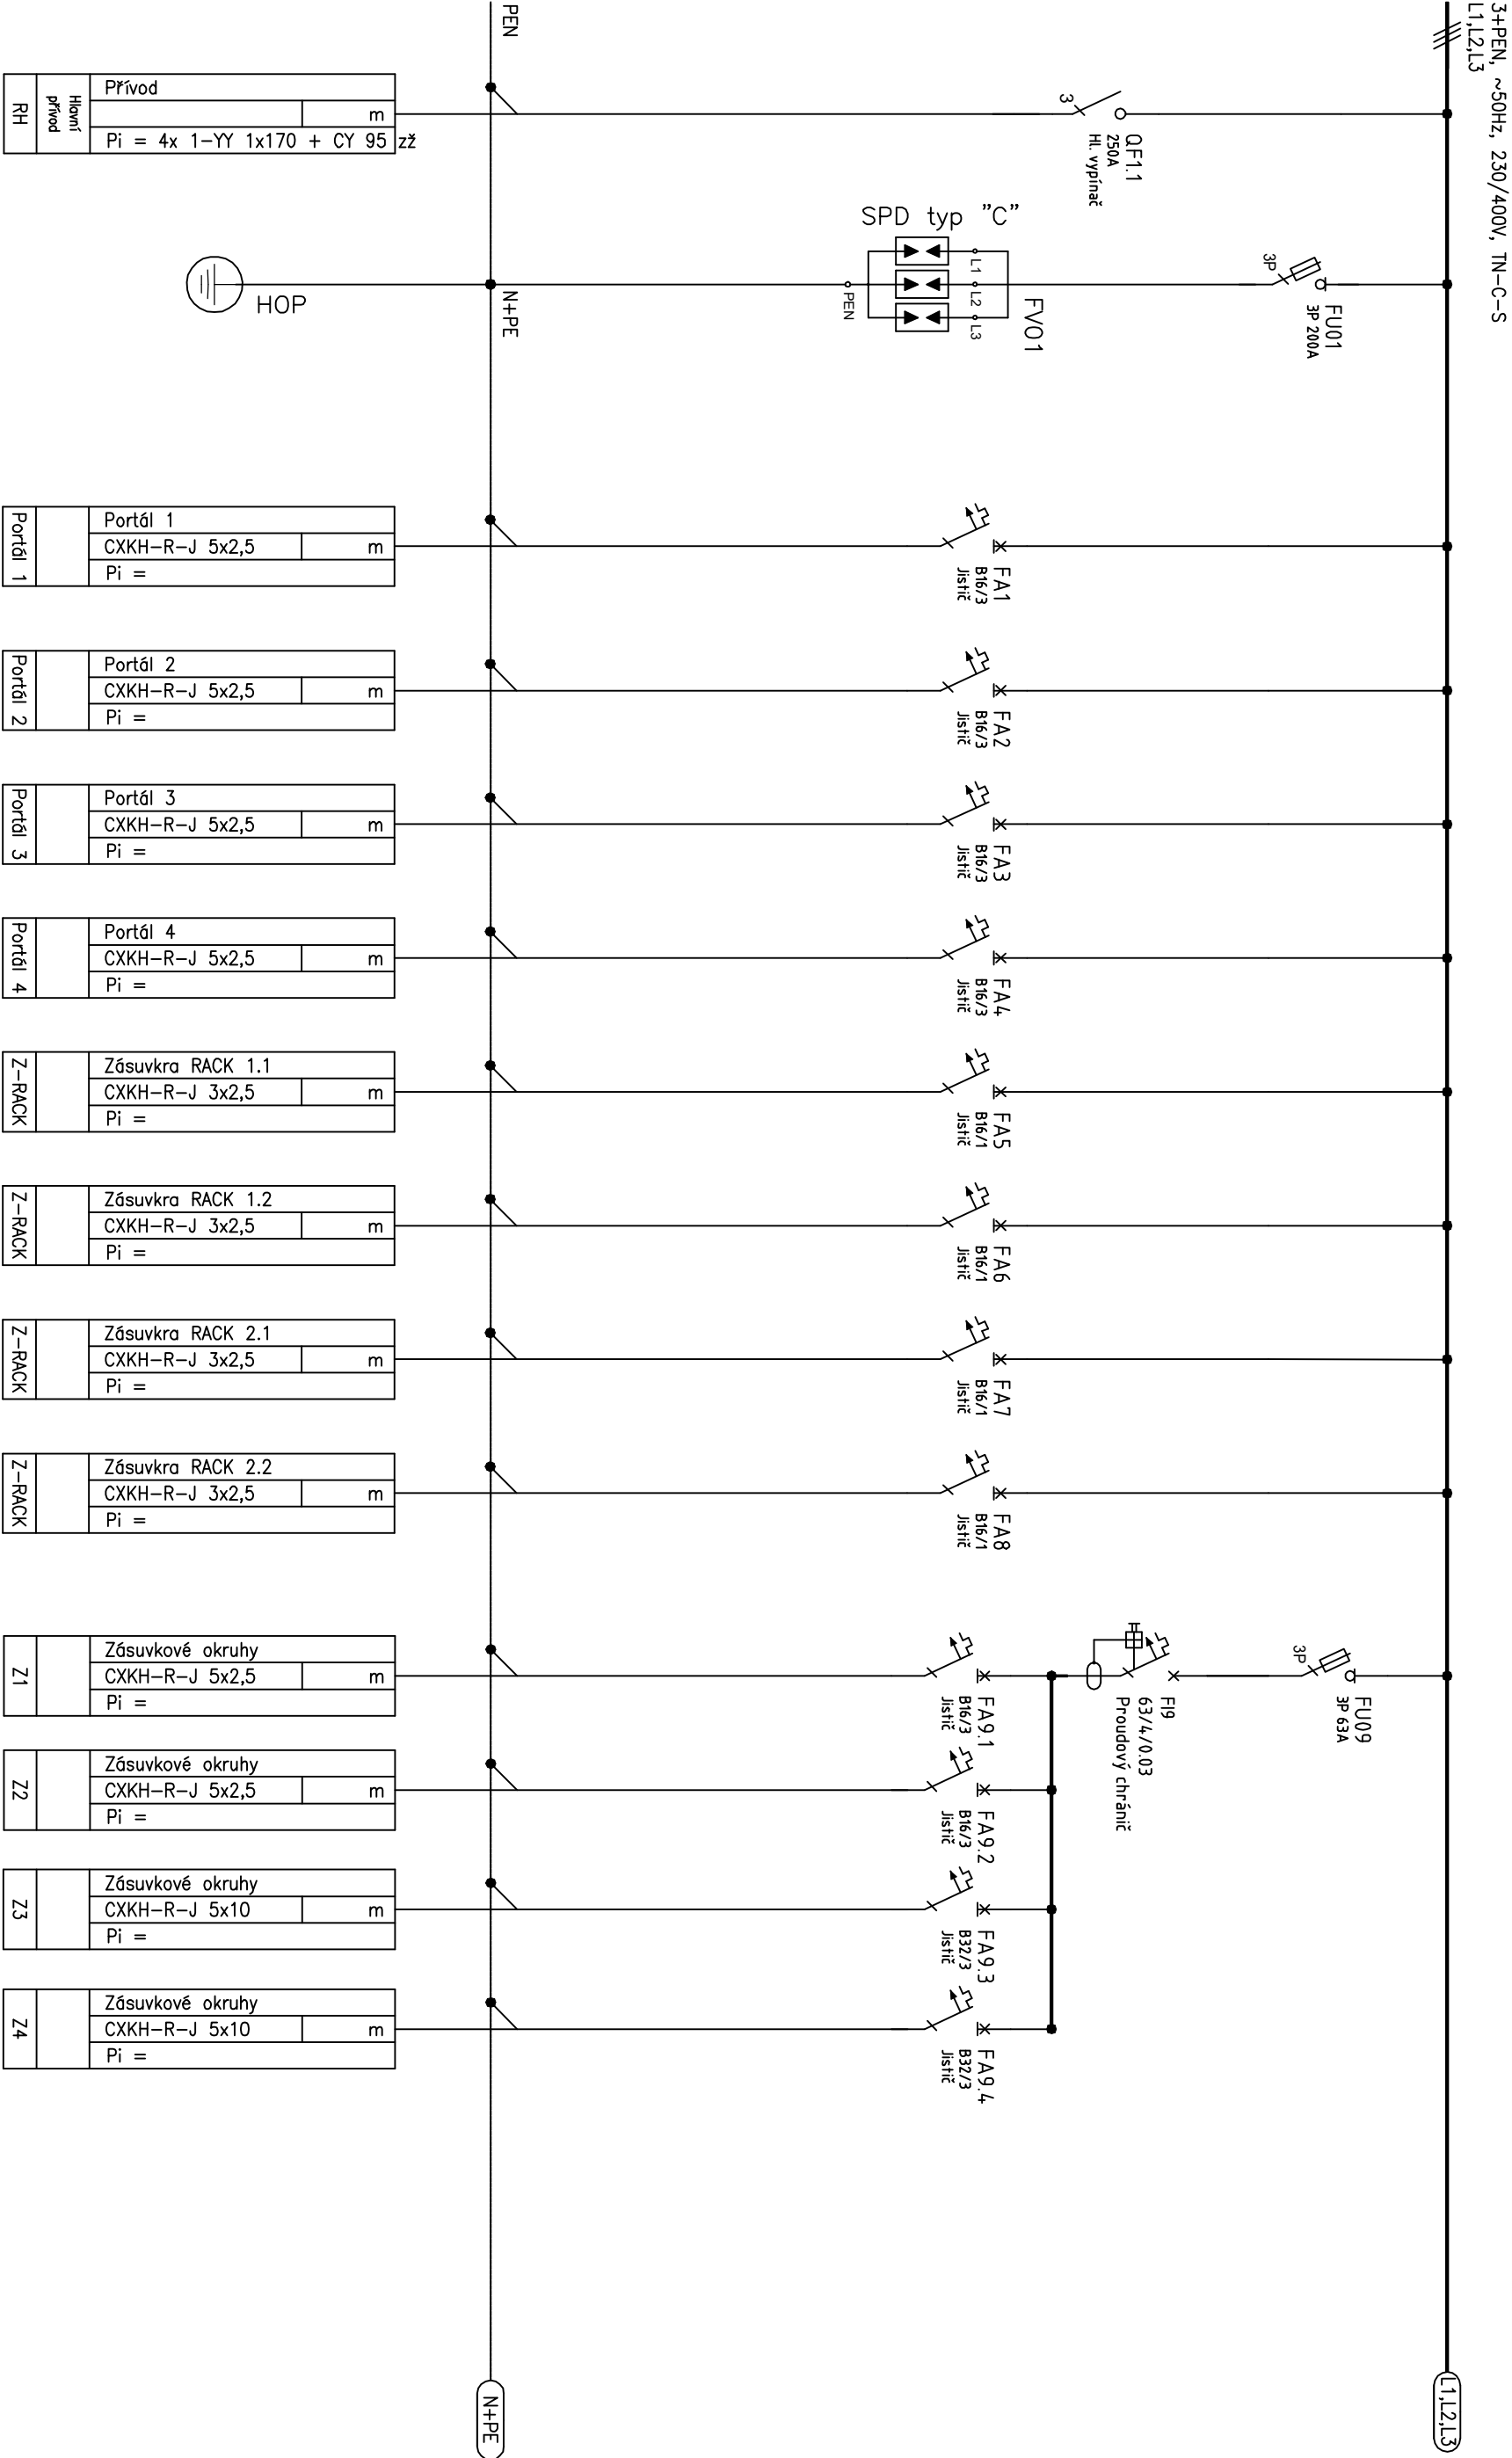 3+PEN, ~50Hz, 230/400V, TN-C-S
L1,L2,L3
PEN
Přívod
m
Pi = 4x 1-YY 1x170 + CY 95 zž
Hlavní
přívod
RH
3
QF1.1
250A
Hl. vypínač
SPD typ "C"
L1
L2
L3
PEN
FV01
3P
FU01
3P 200A
HOP
N+PE
Portál 1
CXKH-R-J 5x2,5
m
Pi =
Portál 1
FA1
B16/3
Jistič
Portál 2
CXKH-R-J 5x2,5
m
Pi =
Portál 2
FA2
B16/3
Jistič
Portál 3
CXKH-R-J 5x2,5
m
Pi =
Portál 3
FA3
B16/3
Jistič
Portál 4
CXKH-R-J 5x2,5
m
Pi =
Portál 4
FA4
B16/3
Jistič
Zásuvkra RACK 1.1
CXKH-R-J 3x2,5
m
Pi =
Z-RACK
FA5
B16/1
Jistič
Zásuvkra RACK 1.2
CXKH-R-J 3x2,5
m
Pi =
Z-RACK
FA6
B16/1
Jistič
Zásuvkra RACK 2.1
CXKH-R-J 3x2,5
m
Pi =
Z-RACK
FA7
B16/1
Jistič
Zásuvkra RACK 2.2
CXKH-R-J 3x2,5
m
Pi =
Z-RACK
FA8
B16/1
Jistič
3P
FU09
3P 63A
FI9
63/4/0.03
Proudový chránič
Zásuvkové okruhy
CXKH-R-J 5x2,5
m
Pi =
Z1
FA9.1
B16/3
Jistič
Zásuvkové okruhy
CXKH-R-J 5x2,5
m
Pi =
Z2
FA9.2
B16/3
Jistič
Zásuvkové okruhy
CXKH-R-J 5x10
m
Pi =
Z3
FA9.3
B32/3
Jistič
Zásuvkové okruhy
CXKH-R-J 5x10
m
Pi =
Z4
FA9.4
B32/3
Jistič
N+PE
L1,L2,L3